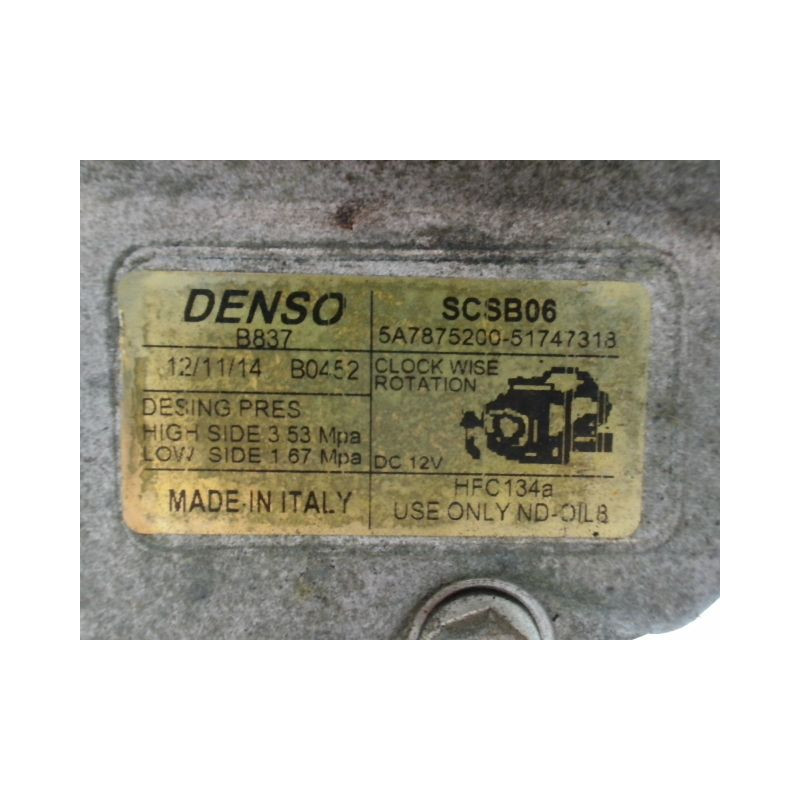 DENSO
B837
12/11/14 B0452
DESING PRES
HIGH SIDE 3.53 Mpa
LOW SIDE 1.67 Mpa
MADE IN ITALY
SCSB06
5A7875200-51747318
CLOCK WISE
ROTATION
DC 12V
HFC134a
USE ONLY ND-OIL8